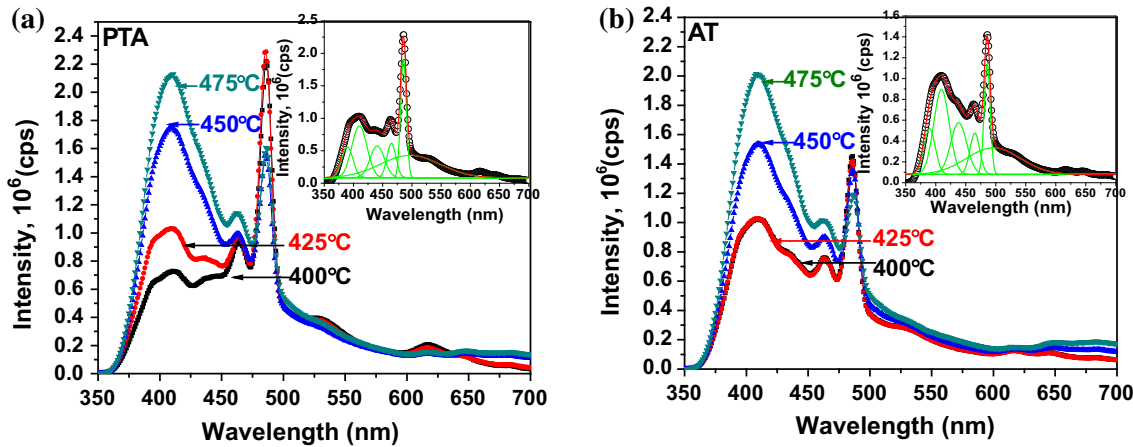 (a)
PTA
Intensity, 10⁶(cps)
2.4
2.2
2.0
1.8
1.6
1.4
1.2
1.0
0.8
0.6
0.4
0.2
0.0
350 400 450 500 550 600 650 700
Wavelength (nm)
475°C
450°C
425°C
400°C
Intensity, 10⁶(cps)
2.5
2.0
1.5
1.0
0.5
0.0
350 400 450 500 550 600 650 700
Wavelength (nm)
(b)
AT
Intensity, 10⁶(cps)
2.4
2.2
2.0
1.8
1.6
1.4
1.2
1.0
0.8
0.6
0.4
0.2
0.0
350 400 450 500 550 600 650 700
Wavelength (nm)
475°C
450°C
425°C
400°C
Intensity, 10⁶(cps)
1.6
1.4
1.2
1.0
0.8
0.6
0.4
0.2
0.0
350 400 450 500 550 600 650 700
Wavelength (nm)